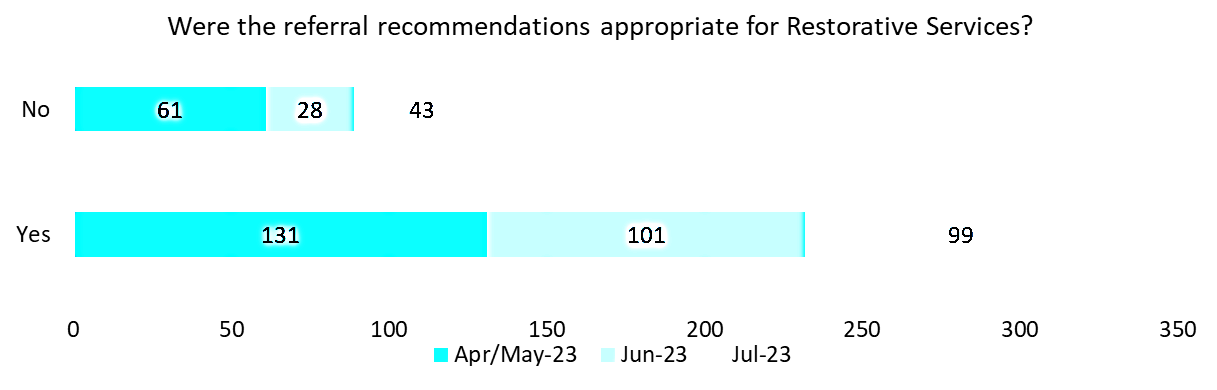 Were the referral recommendations appropriate for Restorative Services?
No 61 28 43
Yes 131 101 99
0 50 100 150 200 250 300 350
Apr/May-23 Jun-23 Jul-23